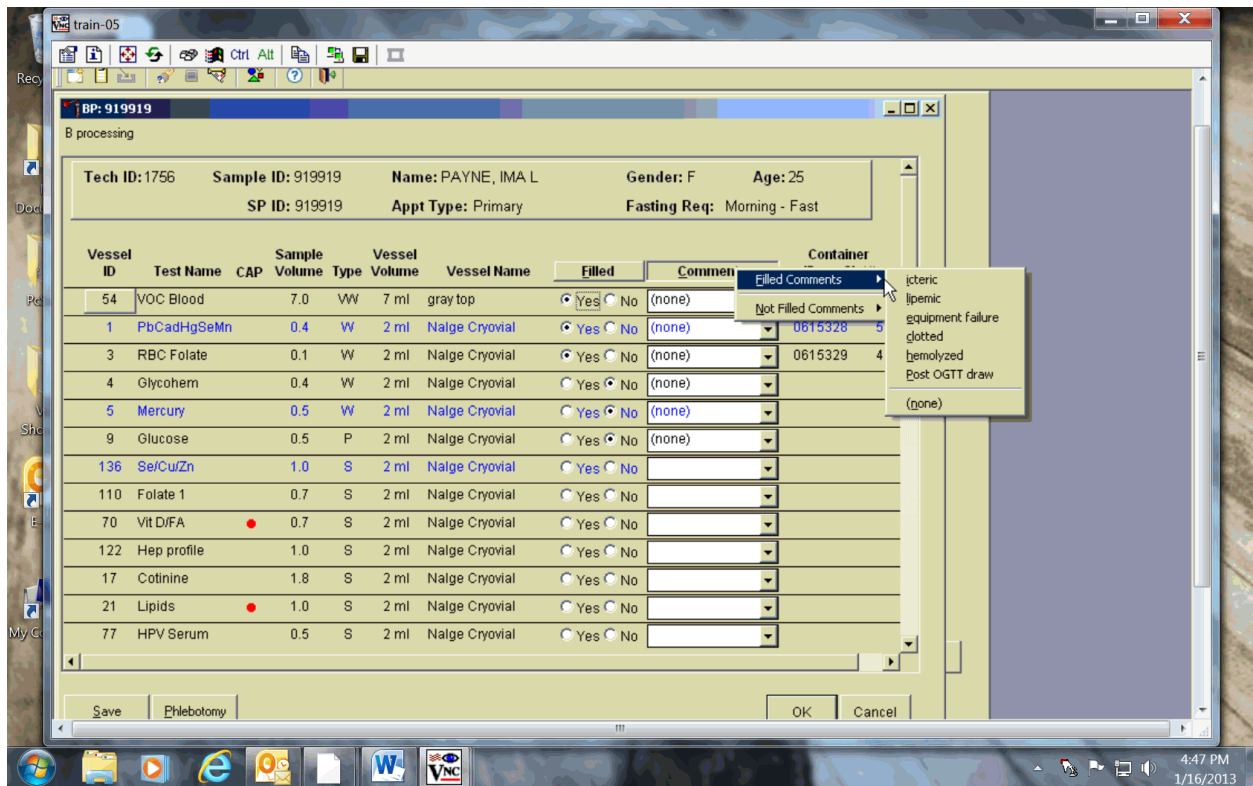 train-05
Ctrl Alt
BP: 919919
B processing
Tech ID: 1756 Sample ID: 919919 Name: PAYNE, IMA L Gender: F Age: 25
SP ID: 919919 Appt Type: Primary Fasting Req: Morning - Fast
Vessel ID Test Name CAP Sample Volume Type Vessel Volume Vessel Name Filled Commen Container
54 VOC Blood 7.0 W 7 ml gray top Yes No (none)
1 PbCadHgSeMn 0.4 W 2 ml Nalge Cryovial Yes No (none) 0615328 5
3 RBC Folate 0.1 W 2 ml Nalge Cryovial Yes No (none) 0615329 4
4 Glycohem 0.4 W 2 ml Nalge Cryovial Yes No (none)
5 Mercury 0.5 W 2 ml Nalge Cryovial Yes No (none)
9 Glucose 0.5 P 2 ml Nalge Cryovial Yes No (none)
136 Se/Cu/Zn 1.0 S 2 ml Nalge Cryovial Yes No
110 Folate 1 0.7 S 2 ml Nalge Cryovial Yes No
70 Vit D/FA 0.7 S 2 ml Nalge Cryovial Yes No
122 Hep profile 1.0 S 2 ml Nalge Cryovial Yes No
17 Cotinine 1.8 S 2 ml Nalge Cryovial Yes No
21 Lipids 1.0 S 2 ml Nalge Cryovial Yes No
77 HPV Serum 0.5 S 2 ml Nalge Cryovial Yes No
Filled Comments
Not Filled Comments
icteric
lipemic
equipment failure
clotted
hemolyzed
Post OGTT draw
(none)
Save Phlebotomy OK Cancel
VNC
4:47 PM
1/16/2013